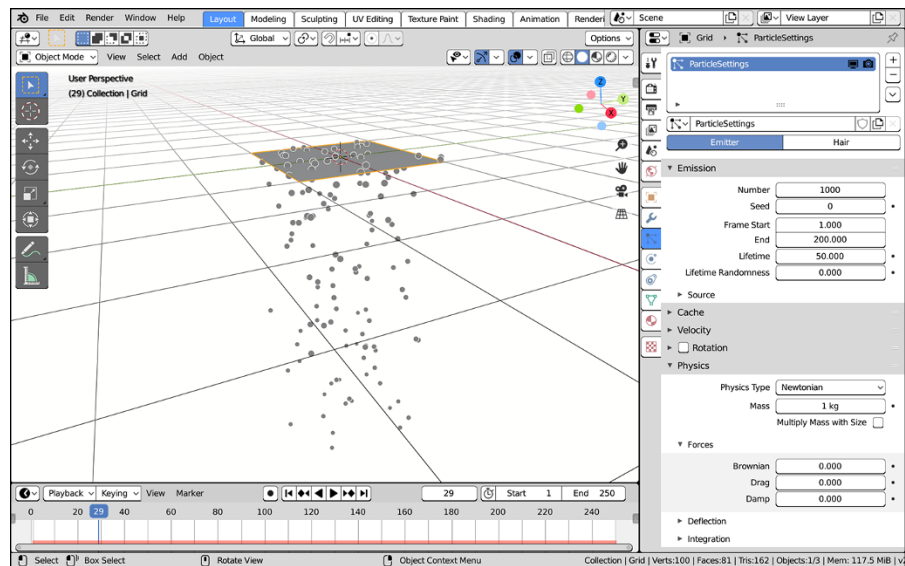 File Edit Render Window Help Layout Modeling Sculpting UV Editing Texture Paint Shading Animation Scene View Layer
Global Options
Object Mode View Select Add Object
User Perspective
(29) Collection | Grid
Z
Y
X
Grid ParticleSettings
ParticleSettings
ParticleSettings
Emitter Hair
Emission
Number 1000
Seed 0
Frame Start 1.000
End 200.000
Lifetime 50.000
Lifetime Randomness 0.000
Source
Cache
Velocity
Rotation
Physics
Physics Type Newtonian
Mass 1 kg
Multiply Mass with Size
Forces
Brownian 0.000
Drag 0.000
Damp 0.000
Deflection
Integration
Playback Keying View Marker 29 Start 1 End 250
0 20 29 40 60 80 100 120 140 160 180 200 220 240
Select Box Select Rotate View Object Context Menu Collection | Grid | Verts:100 | Faces:81 | Tris:162 | Objects:1/3 | Mem: 117.5 MiB |